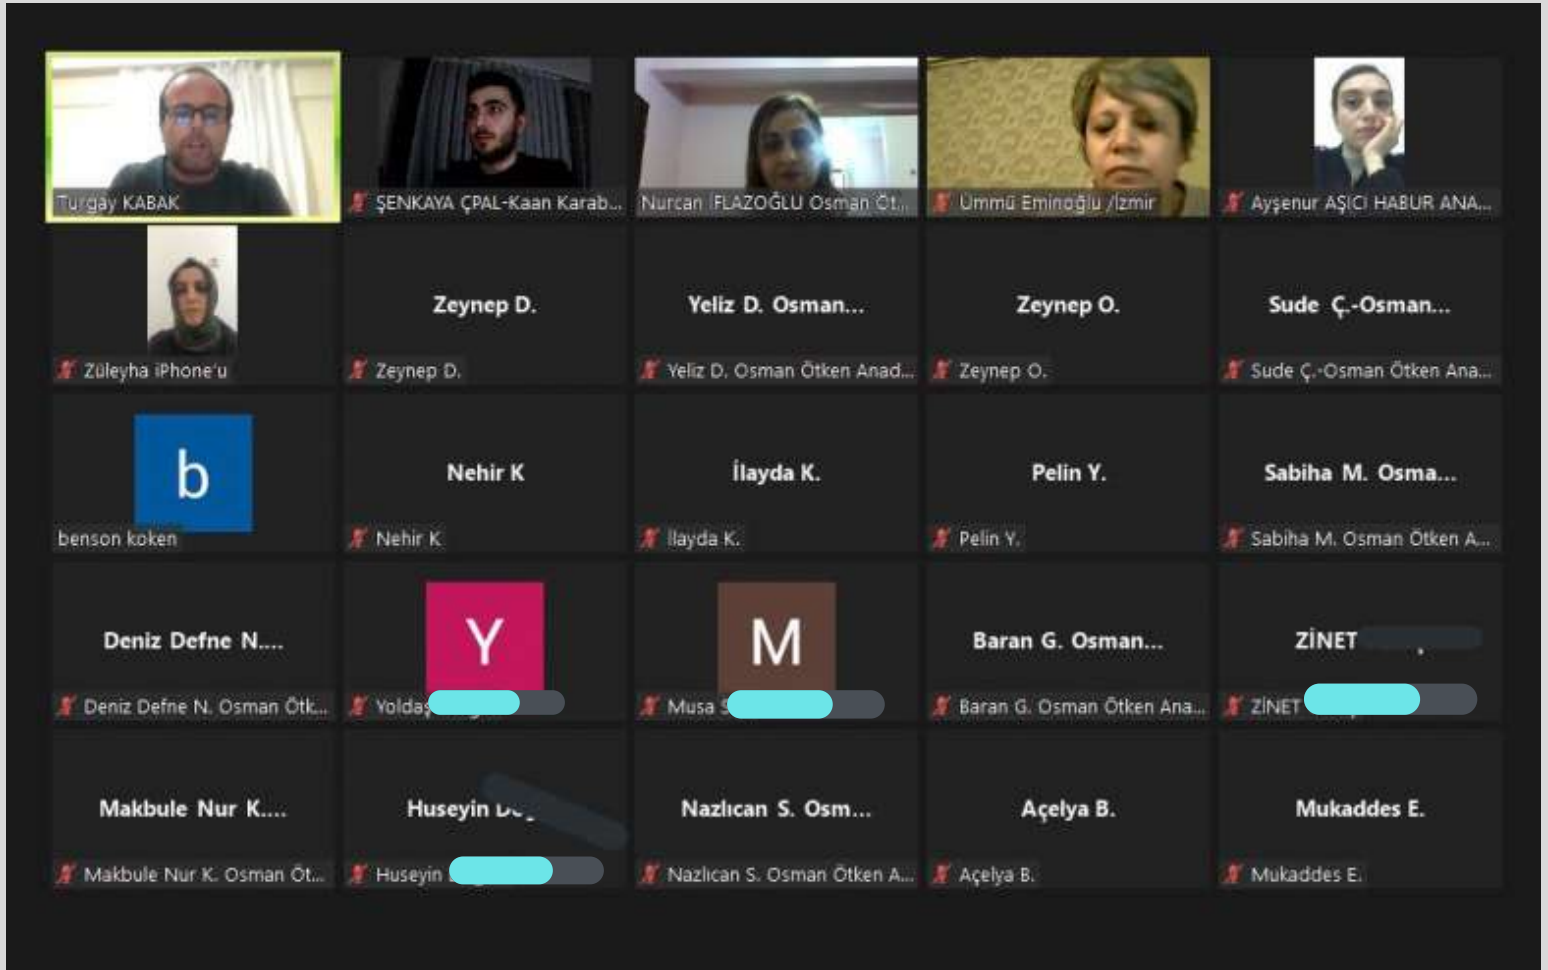 Turgay KABAK
ŞENKAYA ÇPAL-Kaan Karab...
Nurcan İFLAZOĞLU Osman Öt...
Ümmü Eminoğlu /İzmir
Ayşenur AŞICI HABUR ANA...
Züleyha iPhone'u
Zeynep D.
Zeynep D.
Yeliz D. Osman...
Yeliz D. Osman Ötken Anad...
Zeynep O.
Zeynep O.
Sude Ç.-Osman...
Sude Ç.-Osman Ötken Ana...
b
benson koken
Nehir K
Nehir K
İlayda K.
İlayda K.
Pelin Y.
Pelin Y.
Sabiha M. Osma...
Sabiha M. Osman Ötken A...
Deniz Defne N....
Deniz Defne N. Osman Ötk...
Y
Yoldaş
M
Musa
Baran G. Osman...
Baran G. Osman Ötken Ana...
ZİNET
ZİNET
Makbule Nur K....
Makbule Nur K. Osman Öt...
Huseyin
Huseyin
Nazlıcan S. Osm...
Nazlıcan S. Osman Ötken A...
Açelya B.
Açelya B.
Mukaddes E.
Mukaddes E.